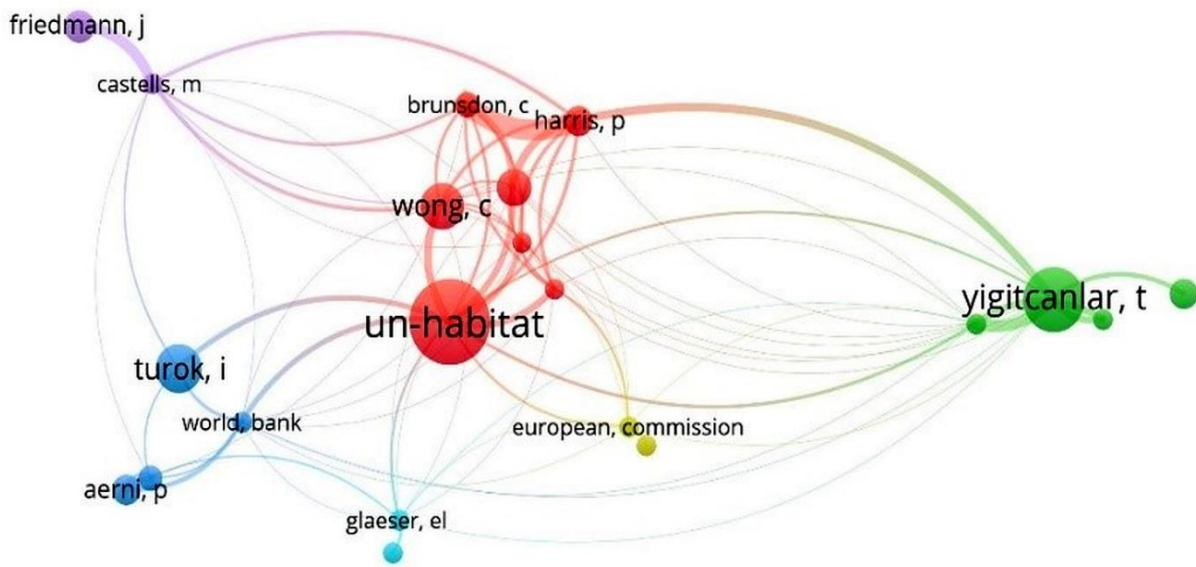 friedmann, j
castells, m
brunsdon, c
harris, p
wong, c
yigitcanlar, t
un-habitat
turok, i
world, bank
european, commission
aerni, p
glaeser, el